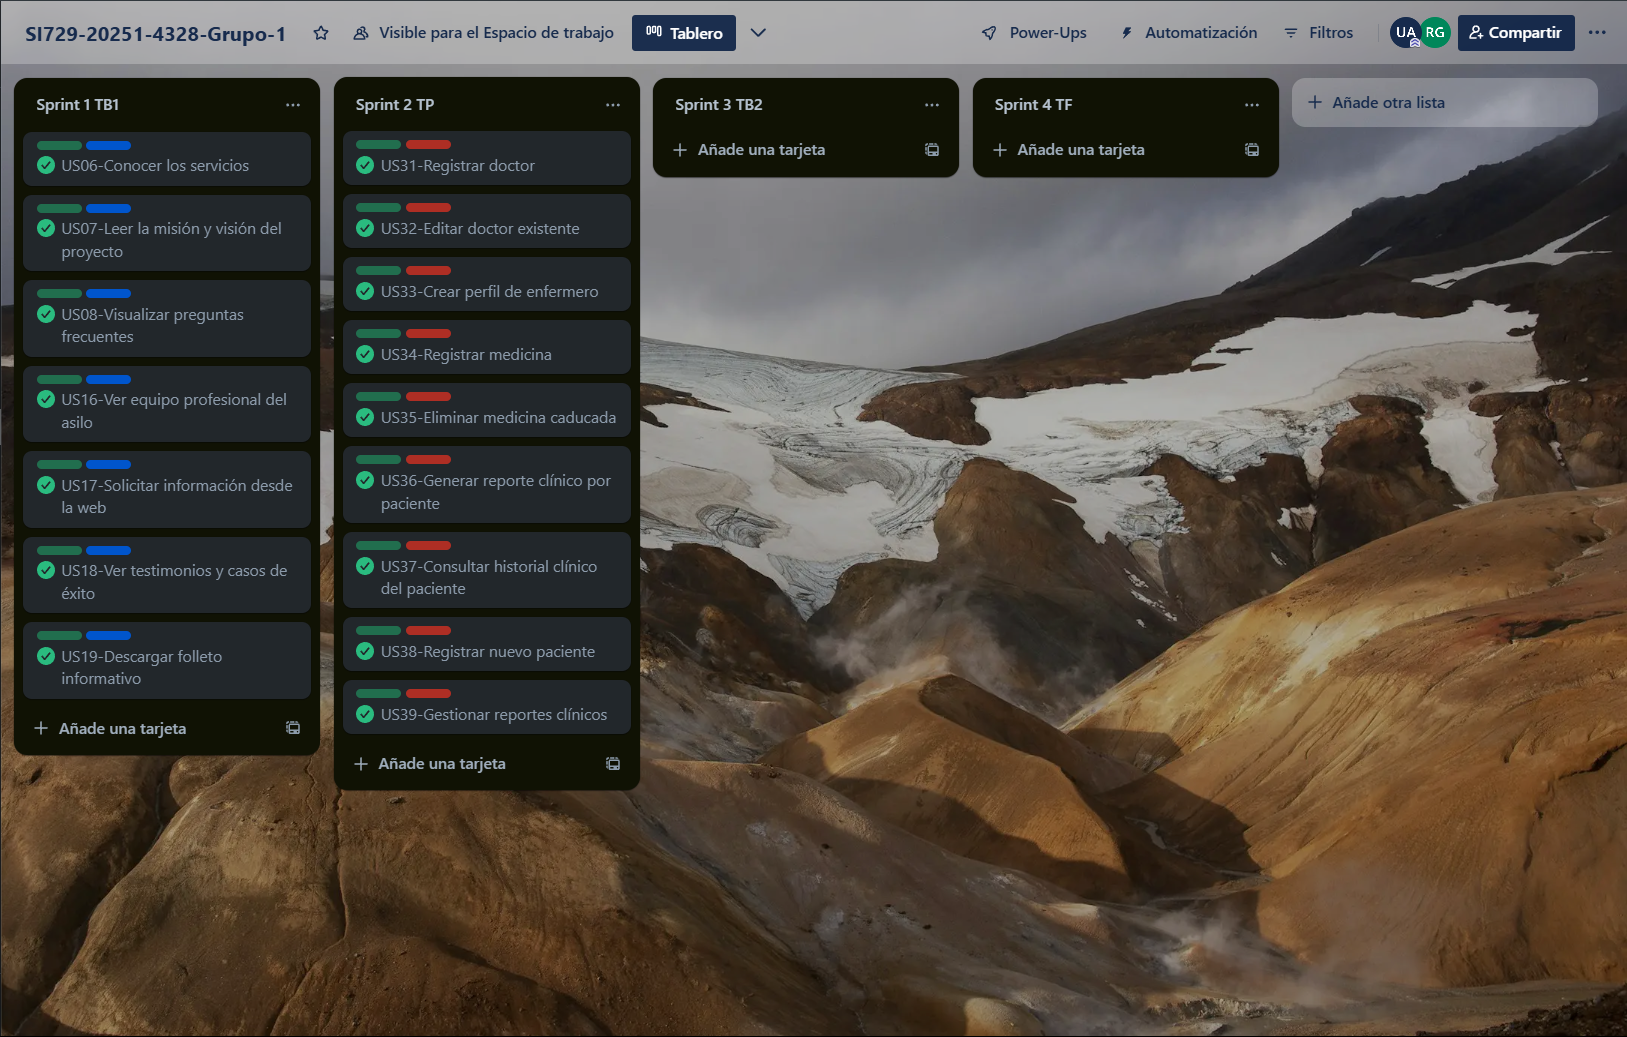 SI729-20251-4328-Grupo-1
Visible para el Espacio de trabajo
Tablero
Power-Ups
Automatización
Filtros
UA
RG
Compartir
Sprint 1 TB1
US06-Conocer los servicios
US07-Leer la misión y visión del
proyecto
US08-Visualizar preguntas
frecuentes
US16-Ver equipo profesional del
asilo
US17-Solicitar información desde
la web
US18-Ver testimonios y casos de
éxito
US19-Descargar folleto
informativo
Añade una tarjeta
Sprint 2 TP
US31-Registrar doctor
US32-Editar doctor existente
US33-Crear perfil de enfermero
US34-Registrar medicina
US35-Eliminar medicina caducada
US36-Generar reporte clínico por
paciente
US37-Consultar historial clínico
del paciente
US38-Registrar nuevo paciente
US39-Gestionar reportes clínicos
Añade una tarjeta
Sprint 3 TB2
Añade una tarjeta
Sprint 4 TF
Añade una tarjeta
Añade otra lista